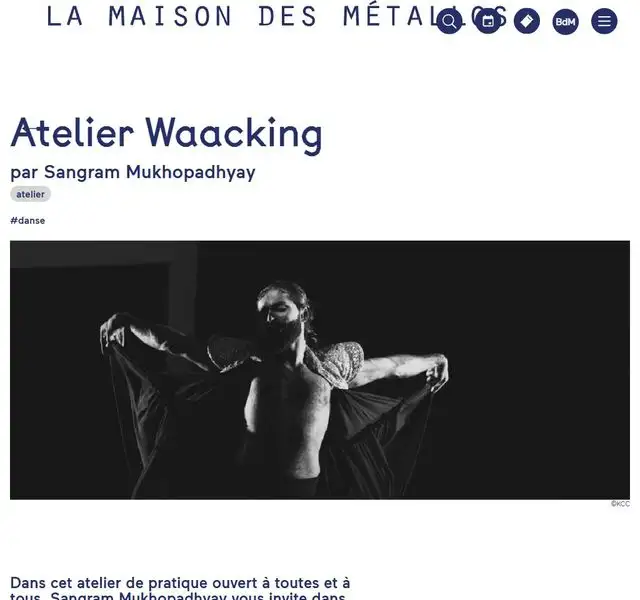 LA MAISON DES MÉTALLOS
BdM
Atelier Waacking
par Sangram Mukhopadhyay
atelier
#danse
©KCC
Dans cet atelier de pratique ouvert à toutes et à
tous, Sangram Mukhopadhyay vous invite dans